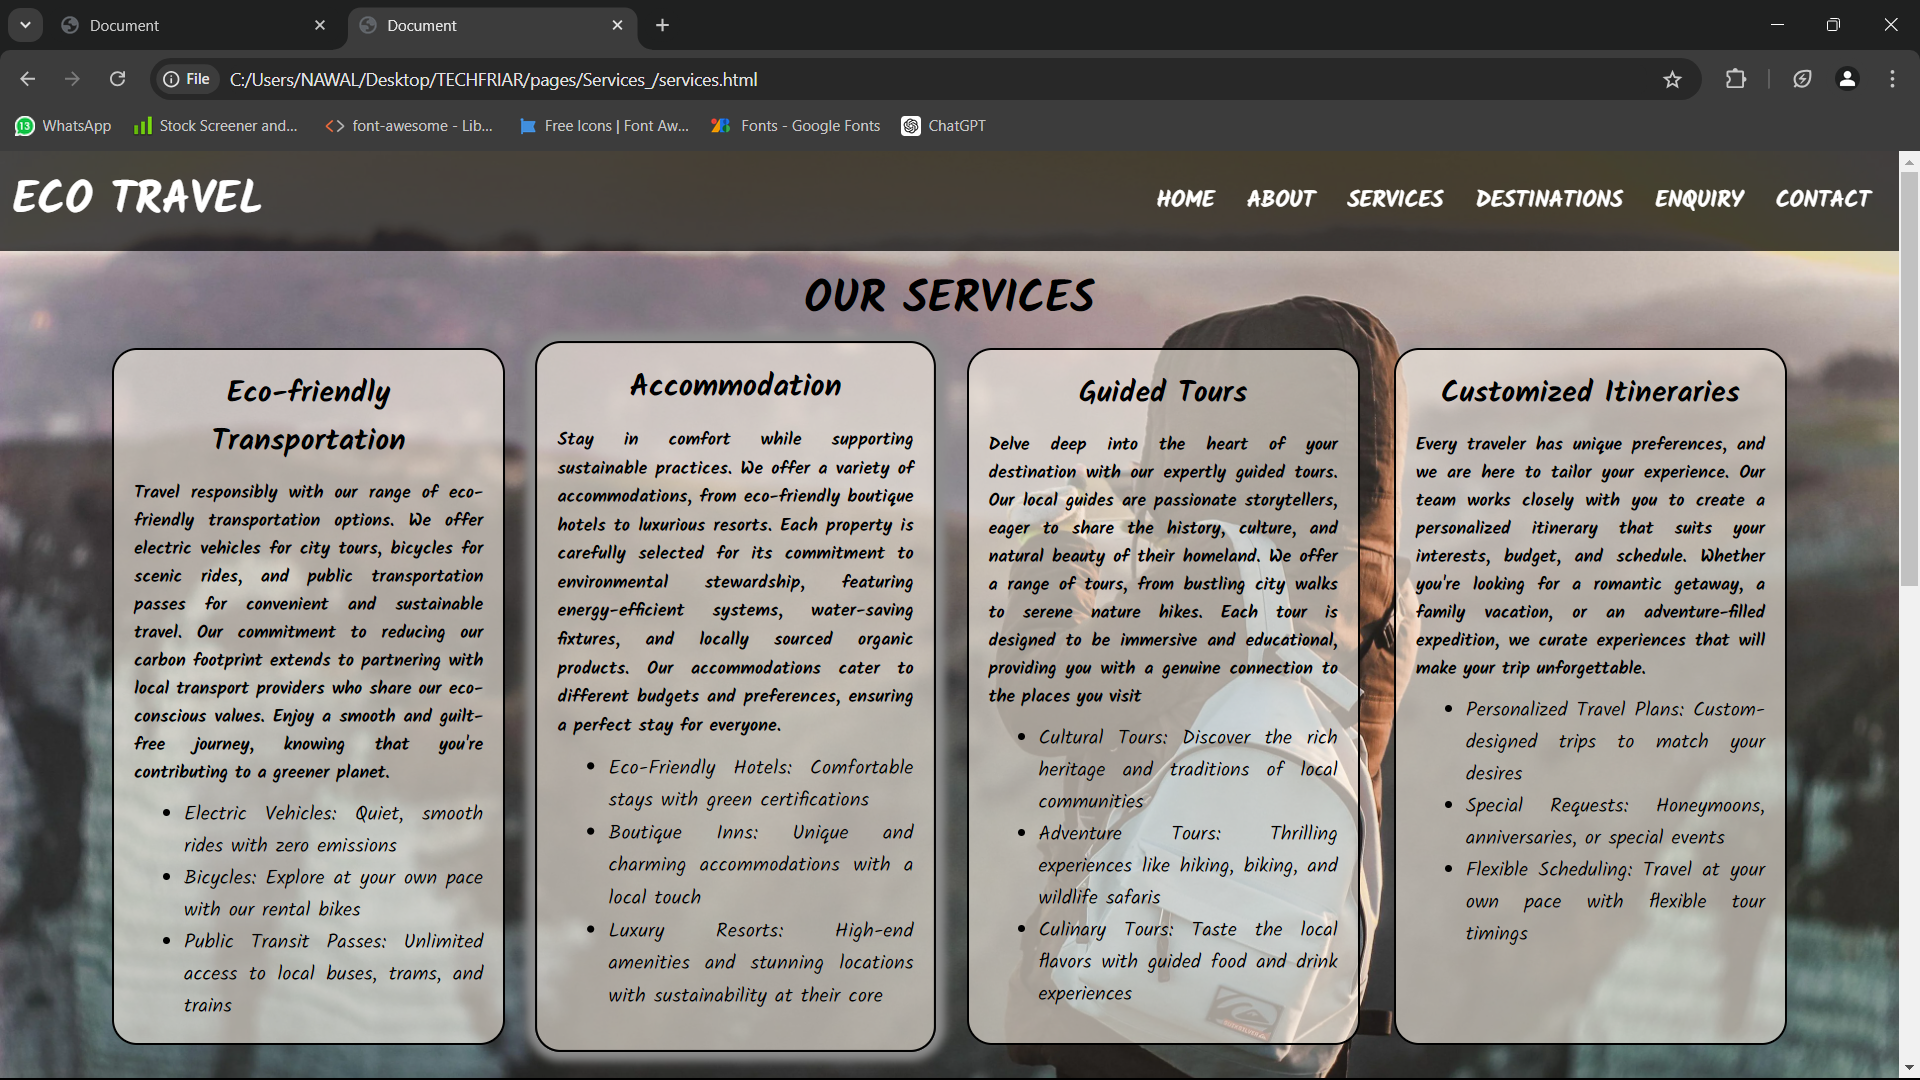 Document
Document
File
C:/Users/NAWAL/Desktop/TECHFRIAR/pages/Services_/services.html
13
WhatsApp
Stock Screener and...
font-awesome - Lib...
Free Icons | Font Aw...
Fonts - Google Fonts
ChatGPT
ECO TRAVEL
HOME
ABOUT
SERVICES
DESTINATIONS
ENQUIRY
CONTACT
OUR SERVICES
Eco-friendly
Transportation
Travel responsibly with our range of eco-
friendly transportation options. We offer
electric vehicles for city tours, bicycles for
scenic rides, and public transportation
passes for convenient and sustainable
travel. Our commitment to reducing our
carbon footprint extends to partnering with
local transport providers who share our eco-
conscious values. Enjoy a smooth and guilt-
free journey, knowing that you're
contributing to a greener planet.
• Electric Vehicles: Quiet, smooth
rides with zero emissions
• Bicycles: Explore at your own pace
with our rental bikes
• Public Transit Passes: Unlimited
access to local buses, trams, and
trains
Accommodation
Stay in comfort while supporting
sustainable practices. We offer a variety of
accommodations, from eco-friendly boutique
hotels to luxurious resorts. Each property is
carefully selected for its commitment to
environmental stewardship, featuring
energy-efficient systems, water-saving
fixtures, and locally sourced organic
products. Our accommodations cater to
different budgets and preferences, ensuring
a perfect stay for everyone.
• Eco-Friendly Hotels: Comfortable
stays with green certifications
• Boutique Inns: Unique and
charming accommodations with a
local touch
• Luxury Resorts: High-end
amenities and stunning locations
with sustainability at their core
Guided Tours
Delve deep into the heart of your
destination with our expertly guided tours.
Our local guides are passionate storytellers,
eager to share the history, culture, and
natural beauty of their homeland. We offer
a range of tours, from bustling city walks
to serene nature hikes. Each tour is
designed to be immersive and educational,
providing you with a genuine connection to
the places you visit
• Cultural Tours: Discover the rich
heritage and traditions of local
communities
• Adventure Tours: Thrilling
experiences like hiking, biking, and
wildlife safaris
• Culinary Tours: Taste the local
flavors with guided food and drink
experiences
Customized Itineraries
Every traveler has unique preferences, and
we are here to tailor your experience. Our
team works closely with you to create a
personalized itinerary that suits your
interests, budget, and schedule. Whether
you're looking for a romantic getaway, a
family vacation, or an adventure-filled
expedition, we curate experiences that will
make your trip unforgettable.
• Personalized Travel Plans: Custom-
designed trips to match your
desires
• Special Requests: Honeymoons,
anniversaries, or special events
• Flexible Scheduling: Travel at your
own pace with flexible tour
timings